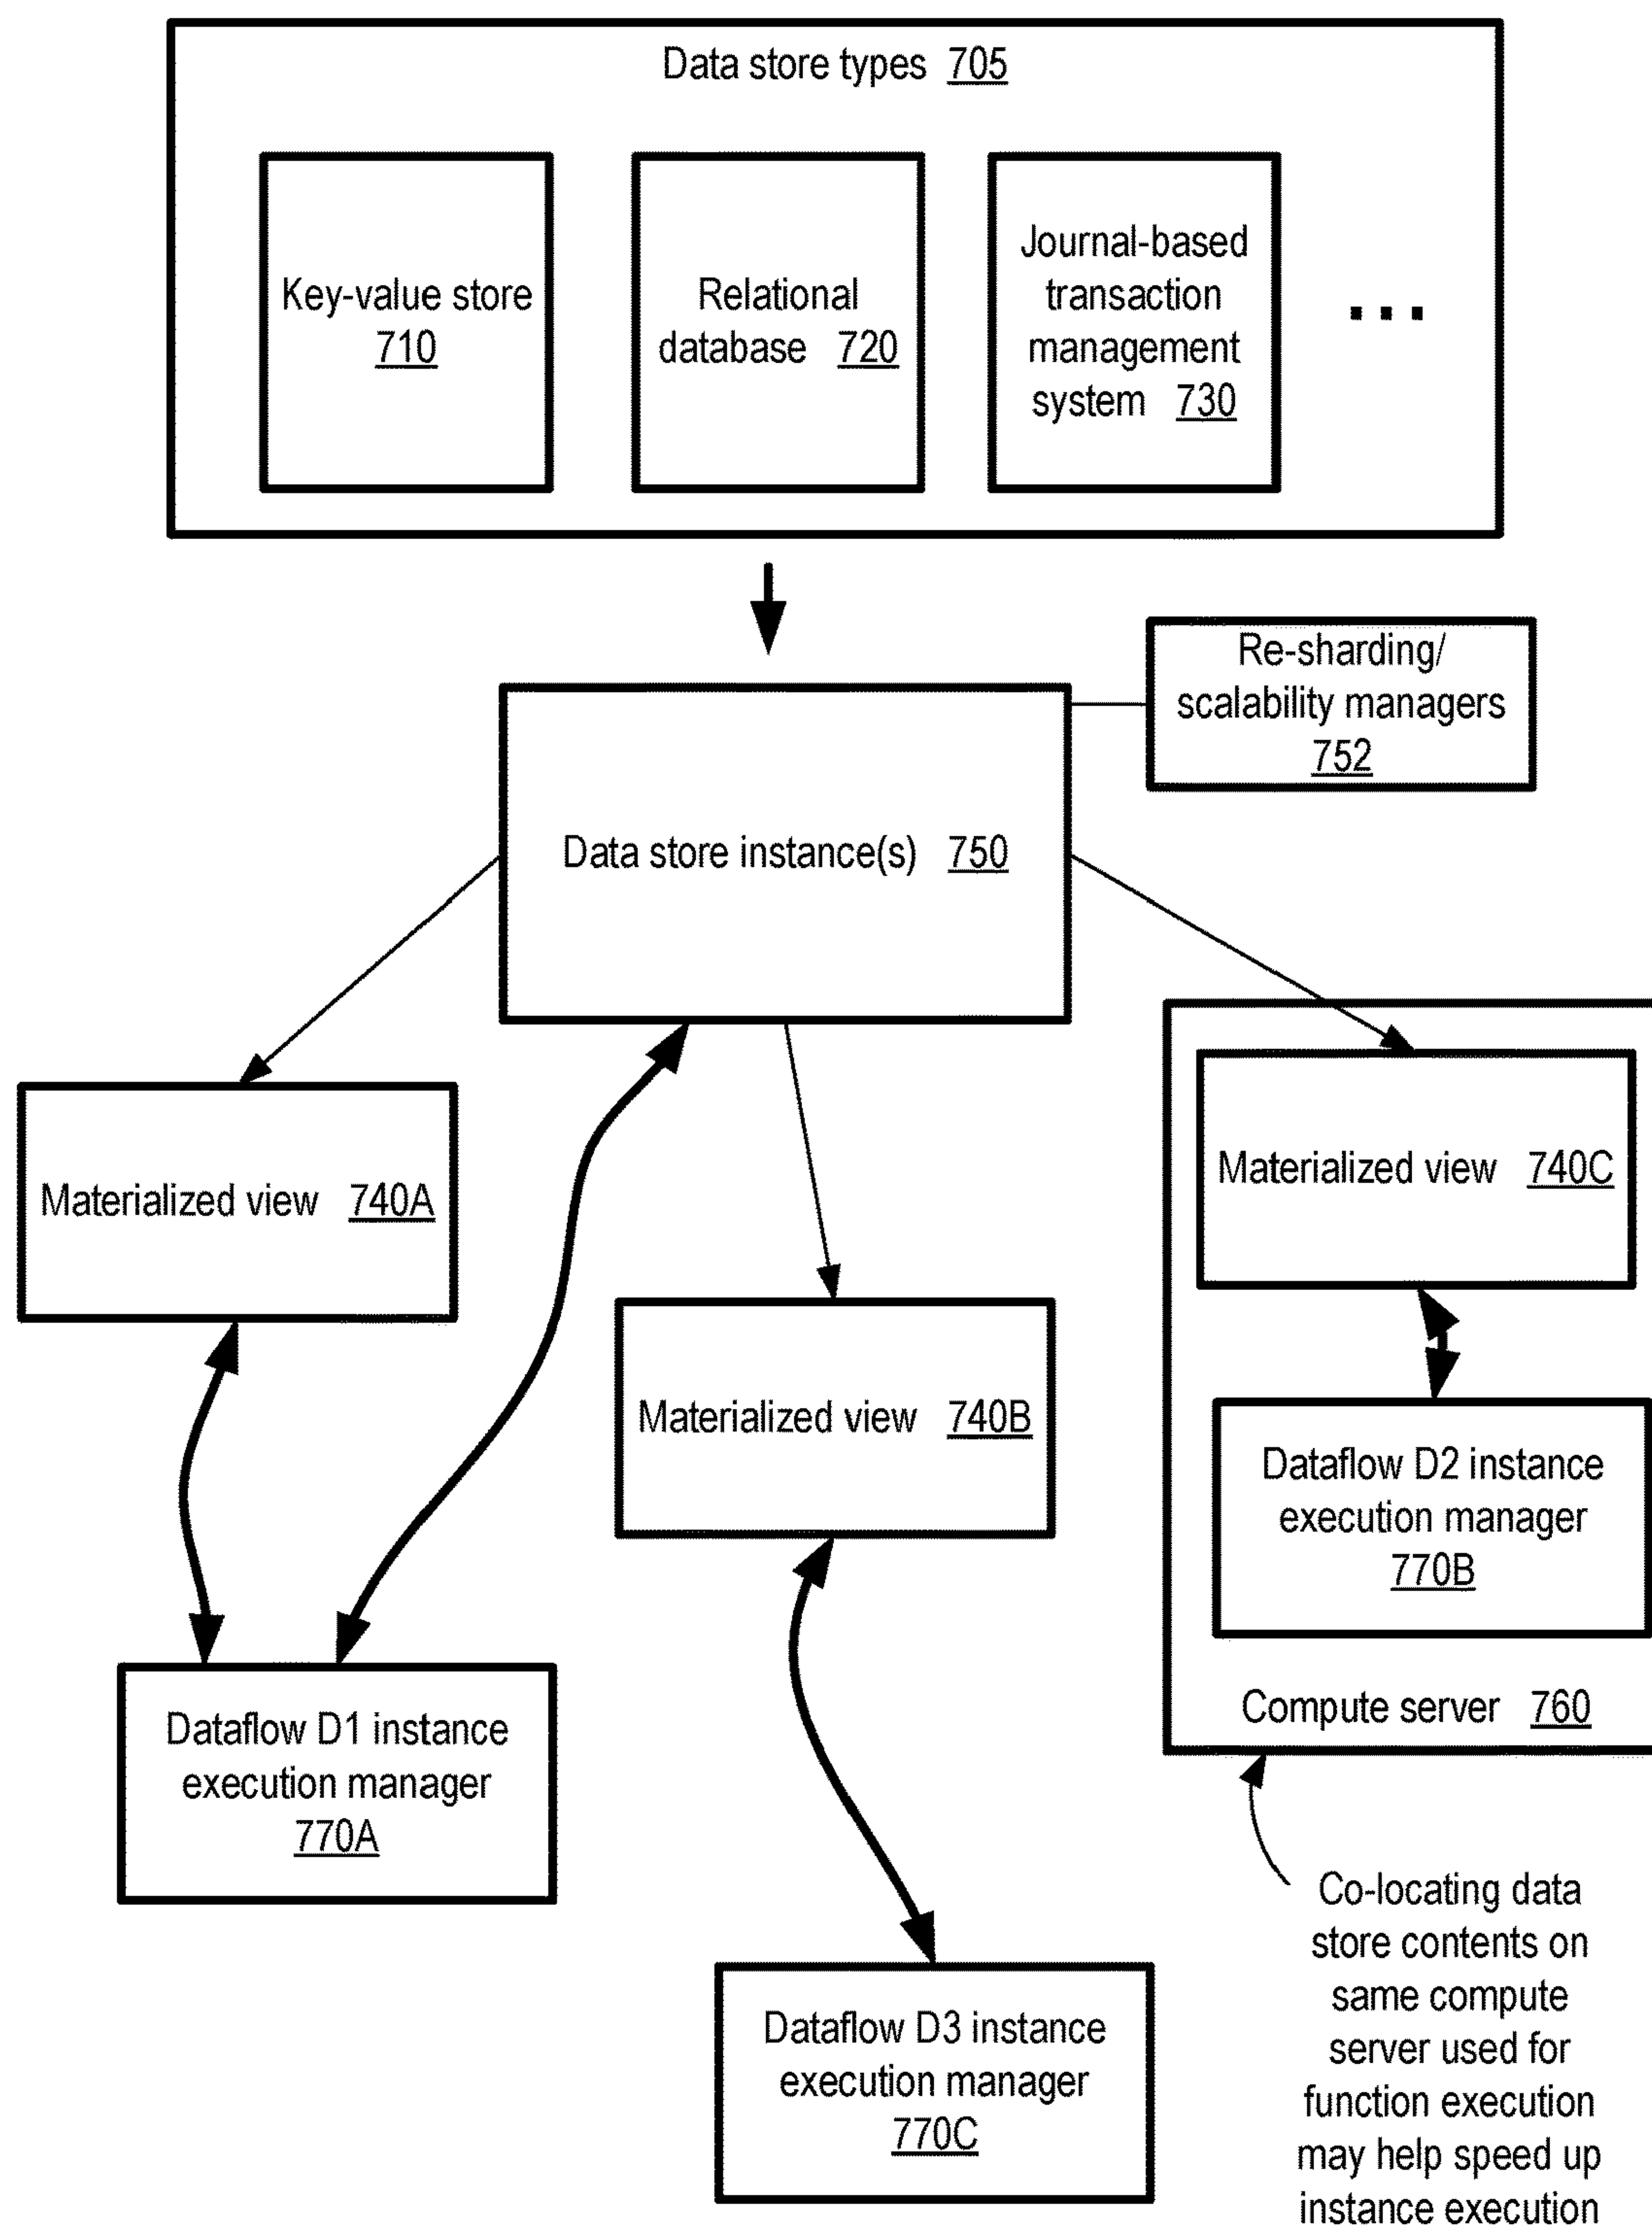 Data store types 705
Key-value store
710
Relational
database 720
Journal-based
transaction
management
system 730
...
Re-sharding/
scalability managers
752
Data store instance(s) 750
Materialized view 740A
Materialized view 740B
Materialized view 740C
Dataflow D2 instance
execution manager
770B
Compute server 760
Dataflow D1 instance
execution manager
770A
Dataflow D3 instance
execution manager
770C
Co-locating data
store contents on
same compute
server used for
function execution
may help speed up
instance execution